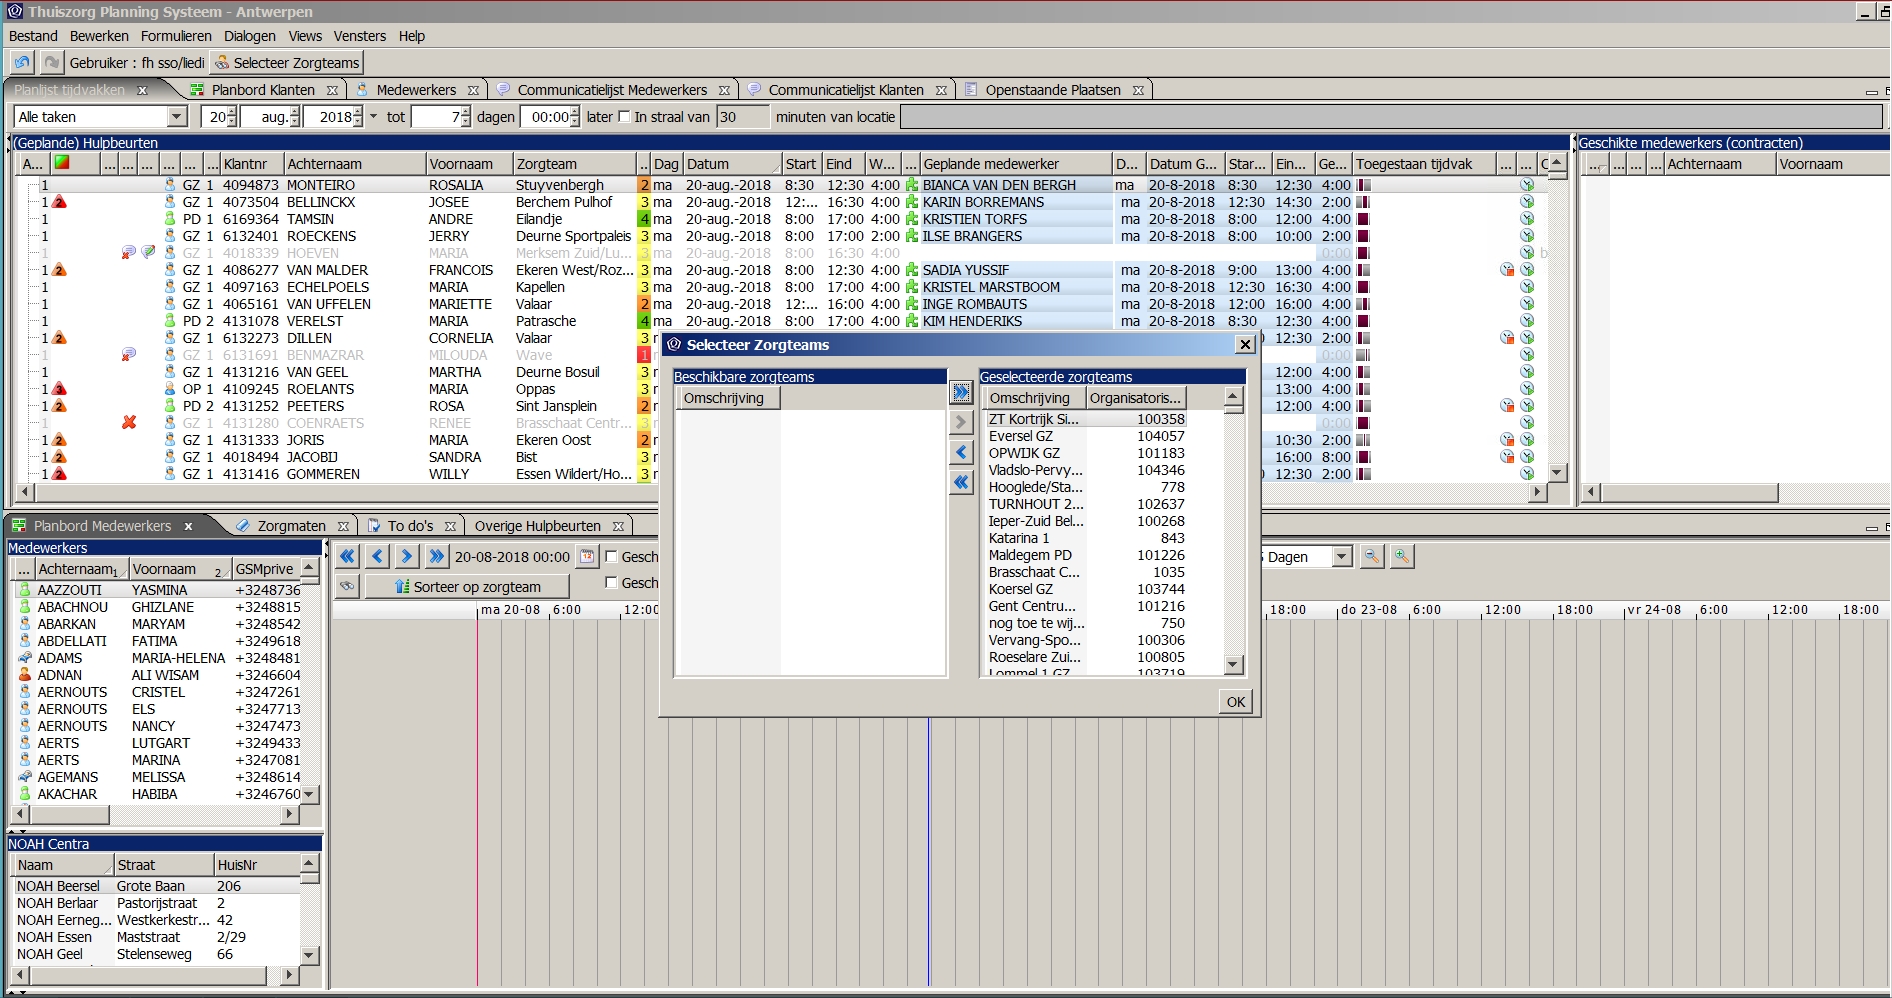 Thuiszorg Planning Systeem - Antwerpen
Bestand Bewerken Formulieren Dialogen Views Vensters Help
Gebruiker : fh sso/liedi Selecteer Zorgteams
Planlijst tijdvakken Planbord Klanten Medewerkers Communicatielijst Medewerkers Communicatielijst Klanten Openstaande Plaatsen
Alle taken 20 aug. 2018 tot 7 dagen 00:00 later In straal van 30 minuten van locatie
(Geplande) Hulpbeurten
A... ... ... ... ... ... ... Klantnr Achternaam Voornaam Zorgteam .. Dag Datum Start Eind W... ... Geplande medewerker D... Datum G... Star... Ein... Ge... Toegestaan tijdvak ... ...
1 GZ 1 4094873 MONTEIRO ROSALIA Stuyvenbergh 2 ma 20-aug.-2018 8:30 12:30 4:00 BIANCA VAN DEN BERGH ma 20-8-2018 8:30 12:30 4:00
1 2 GZ 1 4073504 BELLINCKX JOSEE Berchem Pulhof 3 ma 20-aug.-2018 12:... 16:30 4:00 KARIN BORREMANS ma 20-8-2018 12:30 14:30 2:00
1 PD 1 6169364 TAMSIN ANDRE Eilandje 4 ma 20-aug.-2018 8:00 17:00 4:00 KRISTIEN TORFS ma 20-8-2018 8:00 12:00 4:00
1 GZ 1 6132401 ROECKENS JERRY Deurne Sportpaleis 3 ma 20-aug.-2018 8:00 17:00 2:00 ILSE BRANGERS ma 20-8-2018 8:00 10:00 2:00
1 GZ 1 4018339 HOEVEN MARIA Merksem Zuid/Lu... 3 ma 20-aug.-2018 8:00 16:30 4:00 0:00 b
1 2 GZ 1 4086277 VAN MALDER FRANCOIS Ekeren West/Roz... 3 ma 20-aug.-2018 8:00 12:30 4:00 SADIA YUSSIF ma 20-8-2018 9:00 13:00 4:00
1 GZ 1 4097163 ECHELPOELS MARIA Kapellen 3 ma 20-aug.-2018 8:00 16:30 4:00 KRISTEL MARSTBOOM ma 20-8-2018 12:30 16:30 4:00
1 GZ 1 4065161 VAN UFFELEN MARIETTE Valaar 2 ma 20-aug.-2018 12:... 16:00 4:00 INGE ROMBAUTS ma 20-8-2018 12:00 16:00 4:00
1 PD 2 4131078 VERELST MARIA Patrasche 4 ma 20-aug.-2018 8:00 17:00 4:00 KIM HENDERIKS ma 20-8-2018 8:30 12:30 4:00
1 2 GZ 1 6132273 DILLEN CORNELIA Valaar 3 12:30 2:00
1 GZ 1 6131691 BENMAZRAR MILOUDA Wave 1 0:00
1 GZ 1 4131216 VAN GEEL MARTHA Deurne Bosuil 3 12:00 4:00
1 3 OP 1 4109245 ROELANTS MARIA Oppas 3 13:00 4:00
1 2 PD 2 4131252 PEETERS ROSA Sint Jansplein 2 12:00 4:00
1 GZ 1 4131280 COENRAETS RENEE Brasschaat Centr... 3 0:00
1 2 GZ 1 4131333 JORIS MARIA Ekeren Oost 2 10:30 2:00
1 2 GZ 1 4018494 JACOBIJ SANDRA Bist 3 16:00 8:00
1 2 GZ 1 4131416 GOMMEREN WILLY Essen Wildert/Ho... 3 12:30 2:00
Geschikte medewerkers (contracten)
... ... ... ... Achternaam Voornaam
Selecteer Zorgteams
Beschikbare zorgteams
Omschrijving
Geselecteerde zorgteams
Omschrijving Organisatoris...
ZT Kortrijk Si... 100358
Eversel GZ 104057
OPWIJK GZ 101183
Vladslo-Pervy... 104346
Hooglede/Sta... 778
TURNHOUT 2... 102637
Ieper-Zuid Bel... 100268
Katarina 1 843
Maldegem PD 101226
Brasschaat C... 1035
Koersel GZ 103744
Gent Centru... 101216
nog toe te wij... 750
Vervang-Spo... 100306
Roeselare Zui... 100805
Lommel 1 GZ 103719
OK
Planbord Medewerkers Zorgmaten To do's Overige Hulpbeurten
Medewerkers
... Achternaam 1 Voornaam 2 GSMprive
AAZZOUTI YASMINA +3248736
ABACHNOU GHIZLANE +3248815
ABARKAN MARYAM +3248542
ABDELLATI FATIMA +3249618
ADAMS MARIA-HELENA +3248481
ADNAN ALI WISAM +3246604
AERNOUTS CRISTEL +3247261
AERNOUTS ELS +3247713
AERNOUTS NANCY +3247473
AERTS LUTGART +3249433
AERTS MARINA +3247081
AGEMANS MELISSA +3248614
AKACHAR HABIBA +3246760
NOAH Centra
Naam Straat HuisNr
NOAH Beersel Grote Baan 206
NOAH Berlaar Pastorijstraat 2
NOAH Eerneg... Westkerkestr... 42
NOAH Essen Maststraat 2/29
NOAH Geel Stelenseweg 66
20-08-2018 00:00 Gesch 5 Dagen
Sorteer op zorgteam Gesch
ma 20-08 6:00 12:00 18:00 do 23-08 6:00 12:00 18:00 vr 24-08 6:00 12:00 18:00